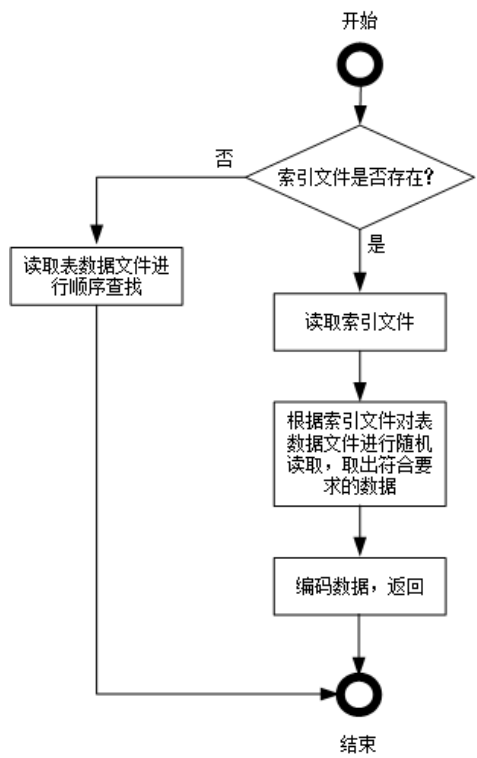 开始
索引文件是否存在?
否
是
读取表数据文件进
行顺序查找
读取索引文件
根据索引文件对表
数据文件进行随机
读取，取出符合要
求的数据
编码数据，返回
结束